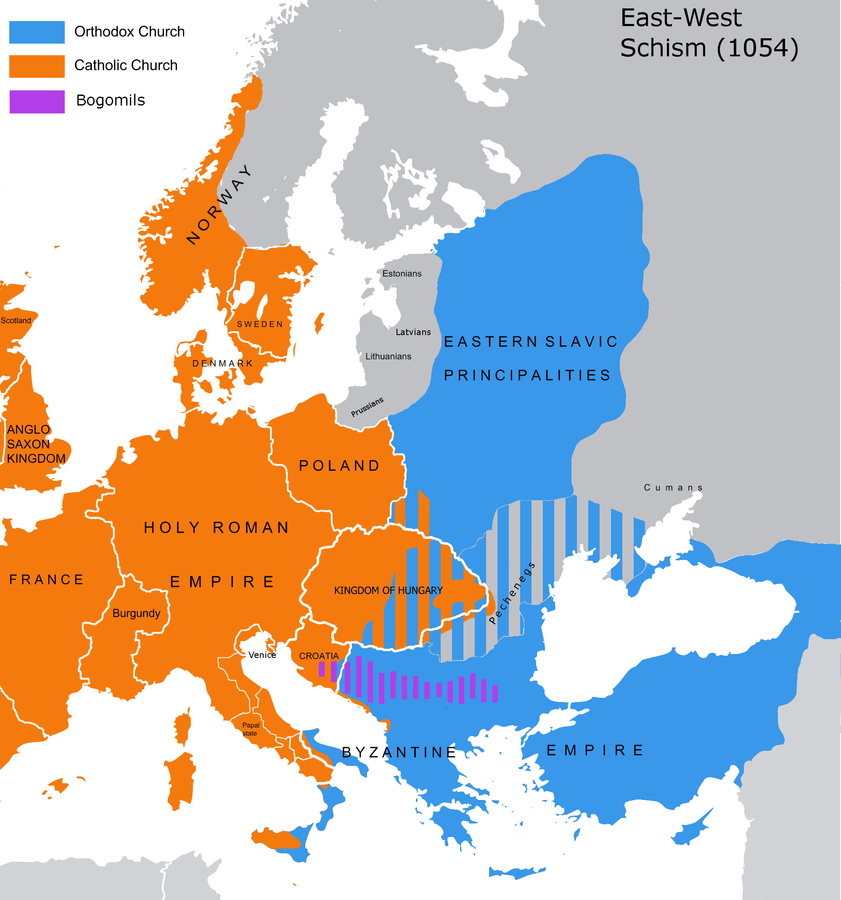 East-West
Schism (1054)
Orthodox Church
Catholic Church
Bogomils
NORWAY
Estonians
Scotland
SWEDEN
Latvians
EASTERN SLAVIC
Lithuanians
DENMARK
PRINCIPALITIES
Prussians
ANGLO
SAXON
KINGDOM
POLAND
Cumans
HOLY ROMAN
FRANCE
EMPIRE
KINGDOM OF HUNGARY
Pechenegs
Burgundy
Venice
CROATIA
Papal
state
BYZANTINE
EMPIRE